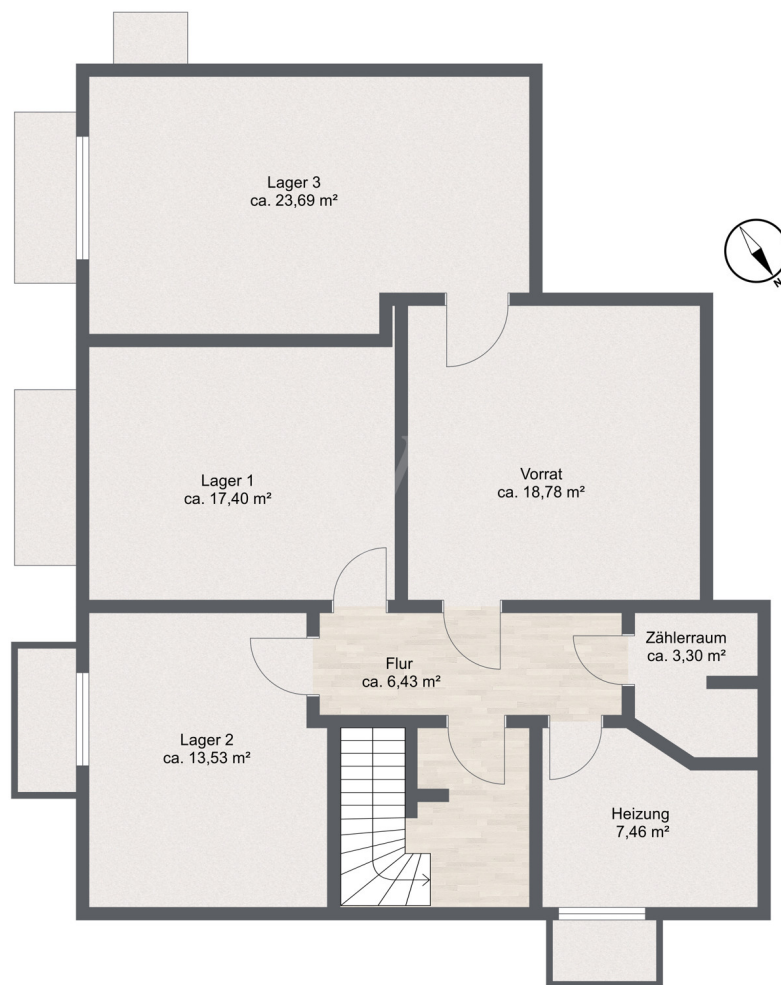 Lager 3
ca. 23,69 m²
N
Lager 1
ca. 17,40 m²
Vorrat
ca. 18,78 m²
Zählerraum
ca. 3,30 m²
Flur
ca. 6,43 m²
Lager 2
ca. 13,53 m²
Heizung
7,46 m²